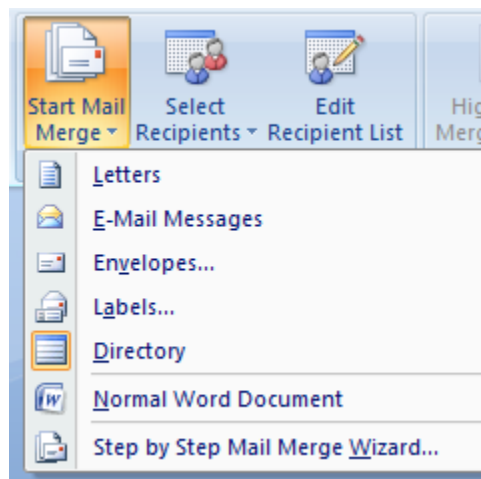 Start Mail Merge
Select Recipients
Edit Recipient List
Letters
E-Mail Messages
Envelopes...
Labels...
Directory
Normal Word Document
Step by Step Mail Merge Wizard...